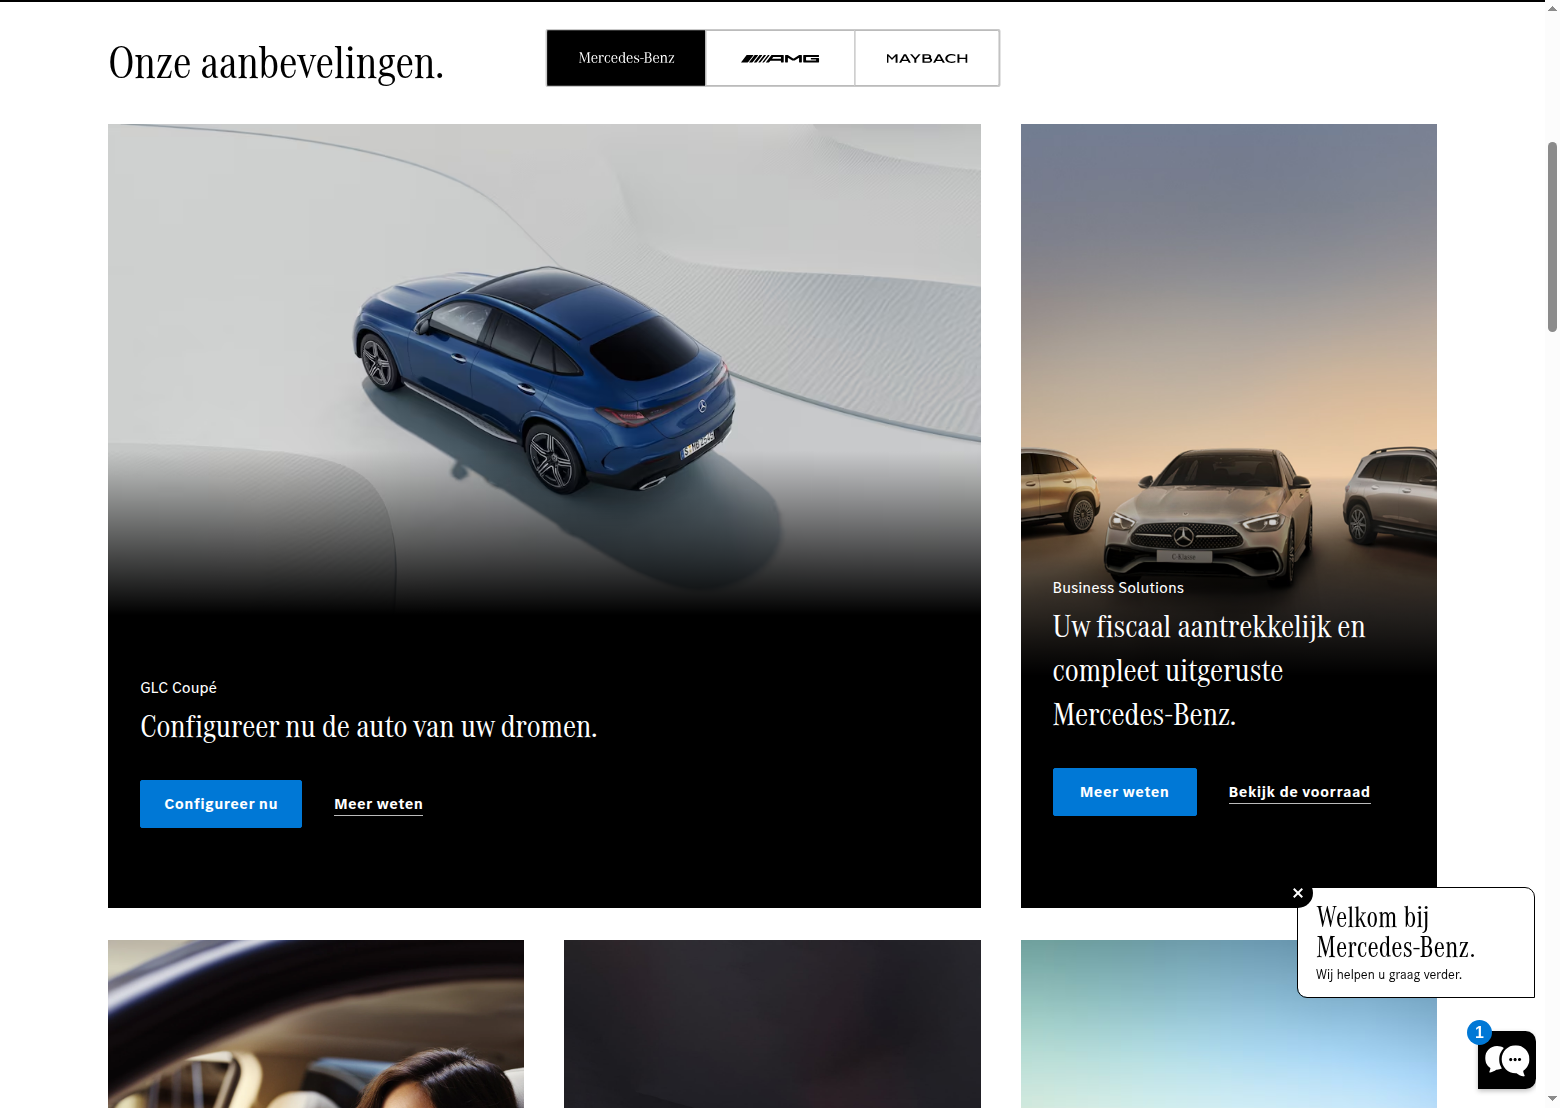 Onze aanbevelingen.
Mercedes-Benz
AMG
MAYBACH
GLC Coupé
Configureer nu de auto van uw dromen.
Configureer nu
Meer weten
C-Klasse
Business Solutions
Uw fiscaal aantrekkelijk en
compleet uitgeruste
Mercedes-Benz.
Meer weten
Bekijk de voorraad
Welkom bij
Mercedes-Benz.
Wij helpen u graag verder.
1